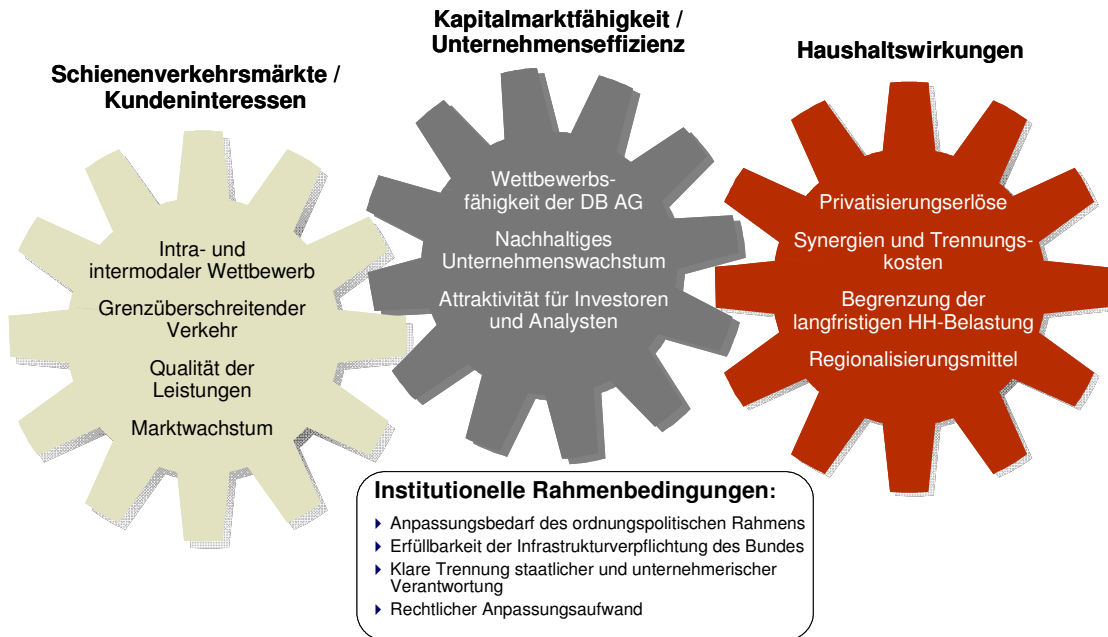 Schienenverkehrsmärkte /
Kundeninteressen
Intra- und
intermodaler Wettbewerb
Grenzüberschreitender
Verkehr
Qualität der
Leistungen
Marktwachstum
Kapitalmarktfähigkeit /
Unternehmenseffizienz
Wettbewerbs-
fähigkeit der DB AG
Nachhaltiges
Unternehmenswachstum
Attraktivität für Investoren
und Analysten
Haushaltswirkungen
Privatisierungserlöse
Synergien und Trennungs-
kosten
Begrenzung der
langfristigen HH-Belastung
Regionalisierungsmittel
Institutionelle Rahmenbedingungen:
Anpassungsbedarf des ordnungspolitischen Rahmens
Erfüllbarkeit der Infrastrukturverpflichtung des Bundes
Klare Trennung staatlicher und unternehmerischer
Verantwortung
Rechtlicher Anpassungsaufwand